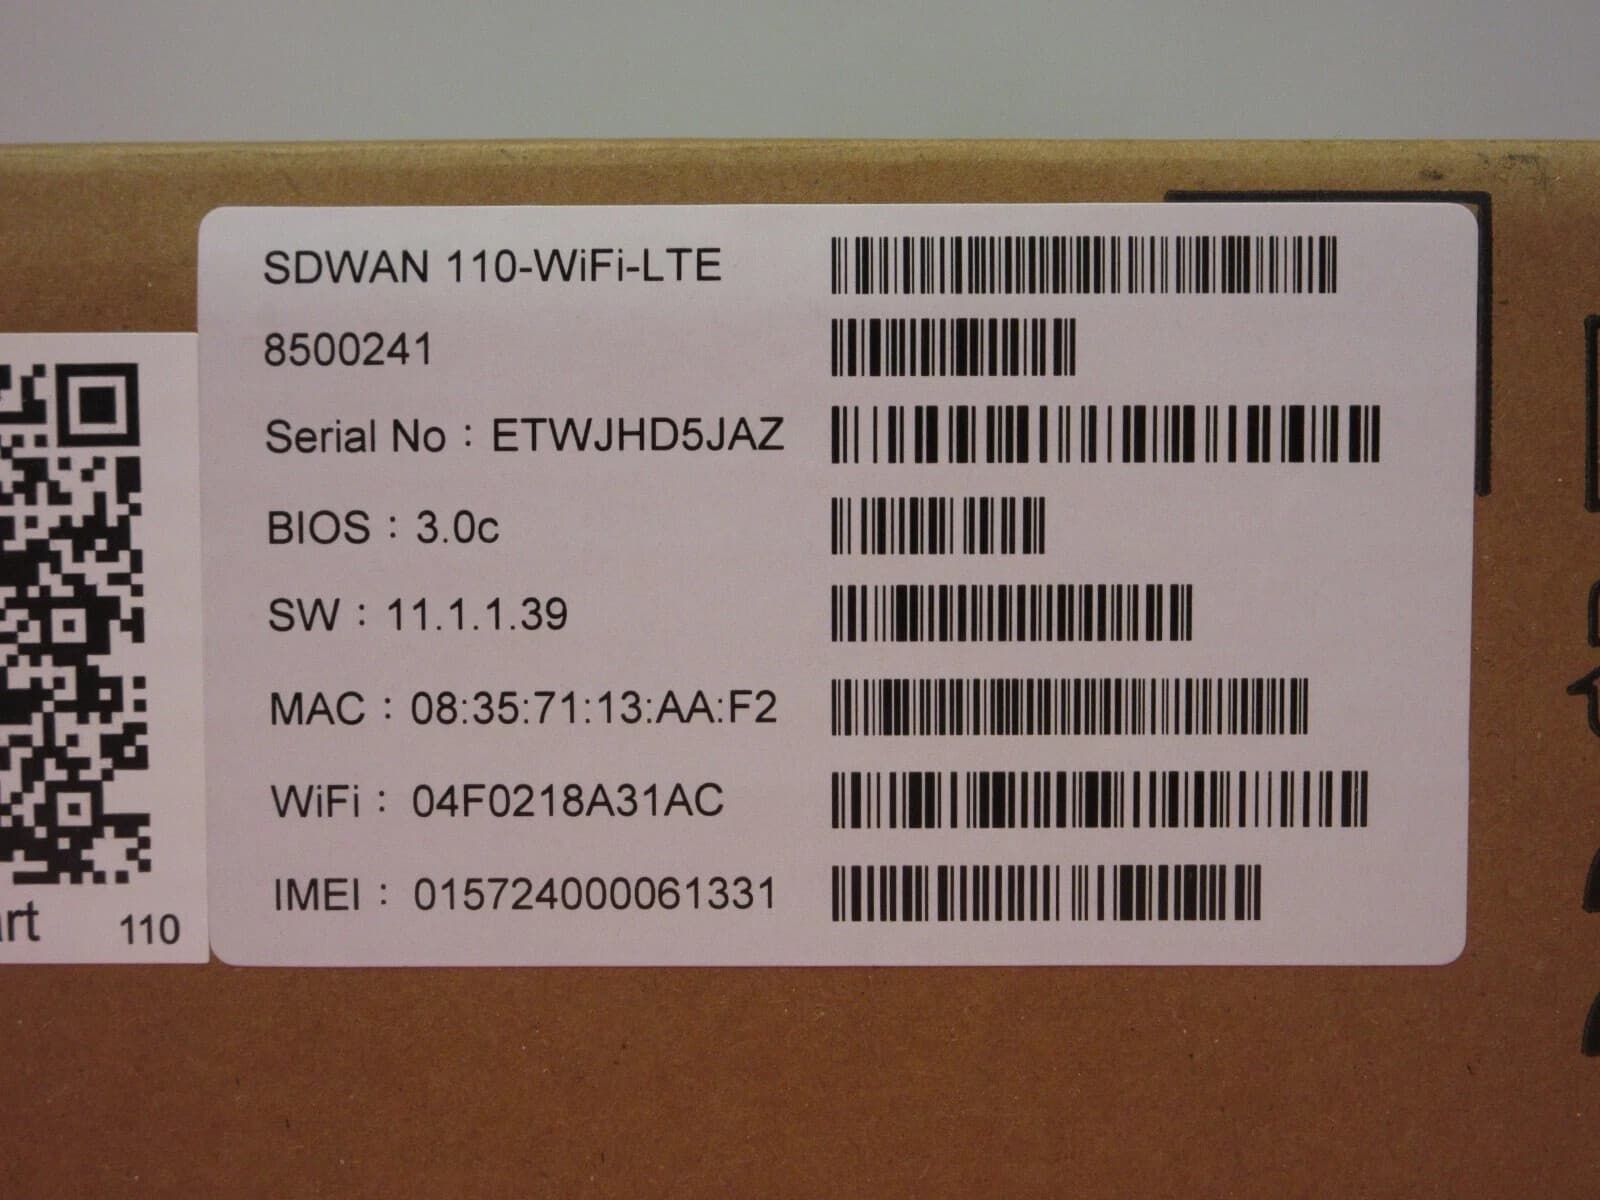 SDWAN 110-WiFi-LTE
8500241
Serial No : ETWJHD5JAZ
BIOS : 3.0c
SW : 11.1.1.39
MAC : 08:35:71:13:AA:F2
WiFi : 04F0218A31AC
IMEI : 015724000061331
110